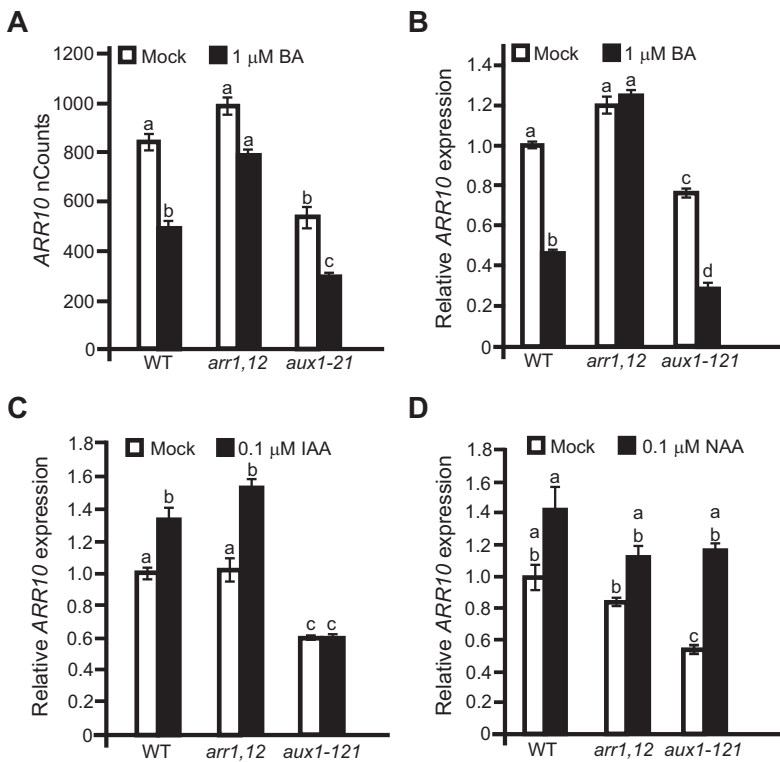 A
Mock 1 μM BA
ARR10 nCounts
1200
1000
800
600
400
200
0
a b a a b c
WT arr1,12 aux1-21
B
Mock 1 μM BA
Relative ARR10 expression
1.4
1.2
1.0
0.8
0.6
0.4
0.2
0
a b a a c d
WT arr1,12 aux1-121
C
Mock 0.1 μM IAA
Relative ARR10 expression
1.8
1.6
1.4
1.2
1.0
0.8
0.6
0.4
0.2
0
a b a b c c
WT arr1,12 aux1-121
D
Mock 0.1 μM NAA
Relative ARR10 expression
1.8
1.6
1.4
1.2
1.0
0.8
0.6
0.4
0.2
0
a b a b a b c a b
WT arr1,12 aux1-121